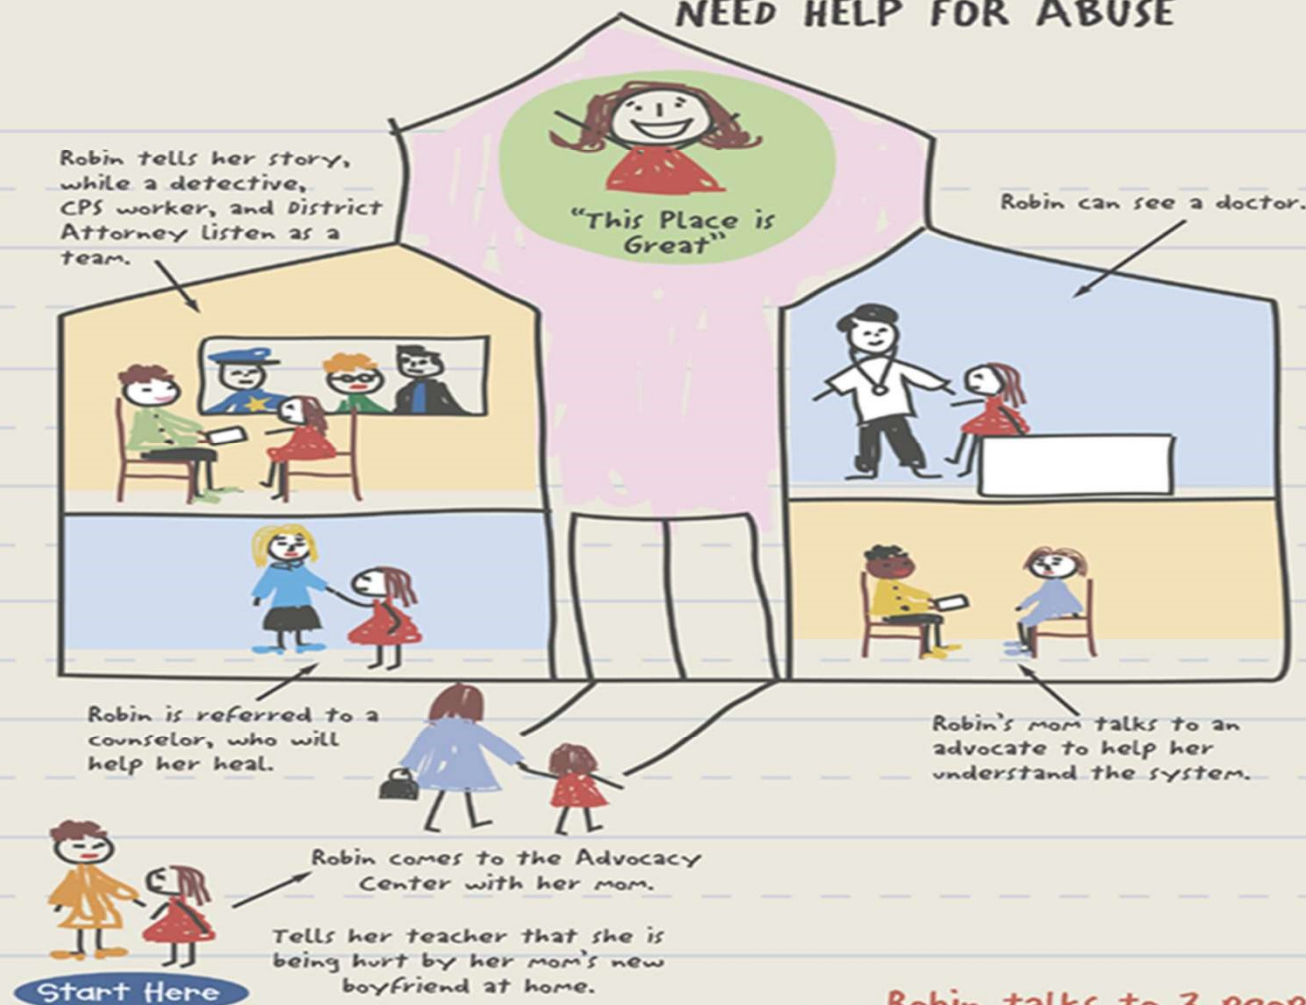 NEED HELP FOR ABUSE
"This Place is
Great"
Robin tells her story,
while a detective,
CPS worker, and District
Attorney listen as a
team.
Robin can see a doctor.
Robin is referred to a
counselor, who will
help her heal.
Robin's mom talks to an
advocate to help her
understand the system.
Robin comes to the Advocacy
Center with her mom.
Tells her teacher that she is
being hurt by her mom's new
boyfriend at home.
Start Here
Robin talks to